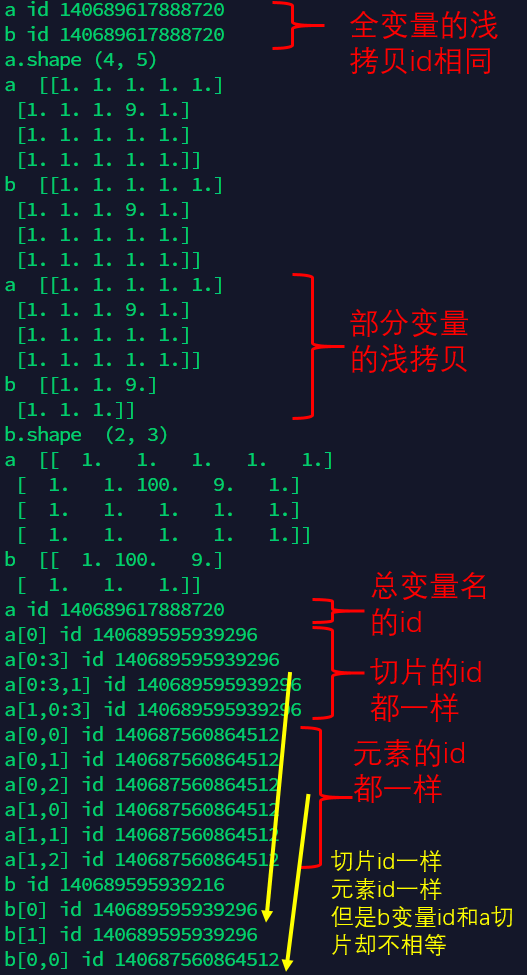 a id 140689617888720
b id 140689617888720
全变量的浅
拷贝id相同
a.shape (4, 5)
a  [[1. 1. 1. 1. 1.]
 [1. 1. 1. 9. 1.]
 [1. 1. 1. 1. 1.]
 [1. 1. 1. 1. 1.]]
b  [[1. 1. 1. 1. 1.]
 [1. 1. 1. 9. 1.]
 [1. 1. 1. 1. 1.]
 [1. 1. 1. 1. 1.]]
a  [[1. 1. 1. 1. 1.]
 [1. 1. 1. 9. 1.]
 [1. 1. 1. 1. 1.]
 [1. 1. 1. 1. 1.]]
b  [[1. 1. 9.]
 [1. 1. 1.]]
部分变量
的浅拷贝
b.shape  (2, 3)
a  [[  1.   1.   1.   1.   1.]
 [  1.   1. 100.   9.   1.]
 [  1.   1.   1.   1.   1.]
 [  1.   1.   1.   1.   1.]]
b  [[  1. 100.   9.]
 [  1.   1.   1.]]
a id 140689617888720
总变量名
的id
a[0] id 140689595939296
a[0:3] id 140689595939296
a[0:3,1] id 140689595939296
a[1,0:3] id 140689595939296
切片的id
都一样
a[0,0] id 140687560864512
a[0,1] id 140687560864512
a[0,2] id 140687560864512
a[1,0] id 140687560864512
a[1,1] id 140687560864512
a[1,2] id 140687560864512
元素的id
都一样
b id 140689595939216
b[0] id 140689595939296
b[1] id 140689595939296
b[0,0] id 140687560864512
切片id一样
元素id一样
但是b变量id和a切
片却不相等